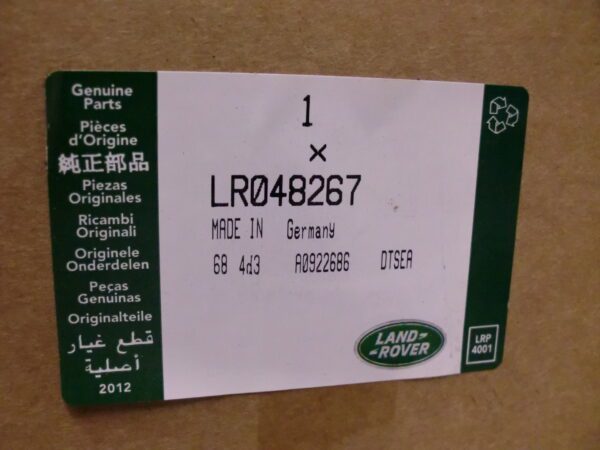 Genuine
Parts
Pièces
d'Origine
純正部品
Piezas
Originales
Ricambi
Originali
Originele
Onderdelen
Peças
Genuinas
Originalteile
قطع غيار
أصلية
2012
1
x
LR048267
MADE IN Germany
68 4d3 A0922686 DTSEA
LAND-
-ROVER
LRP
4001